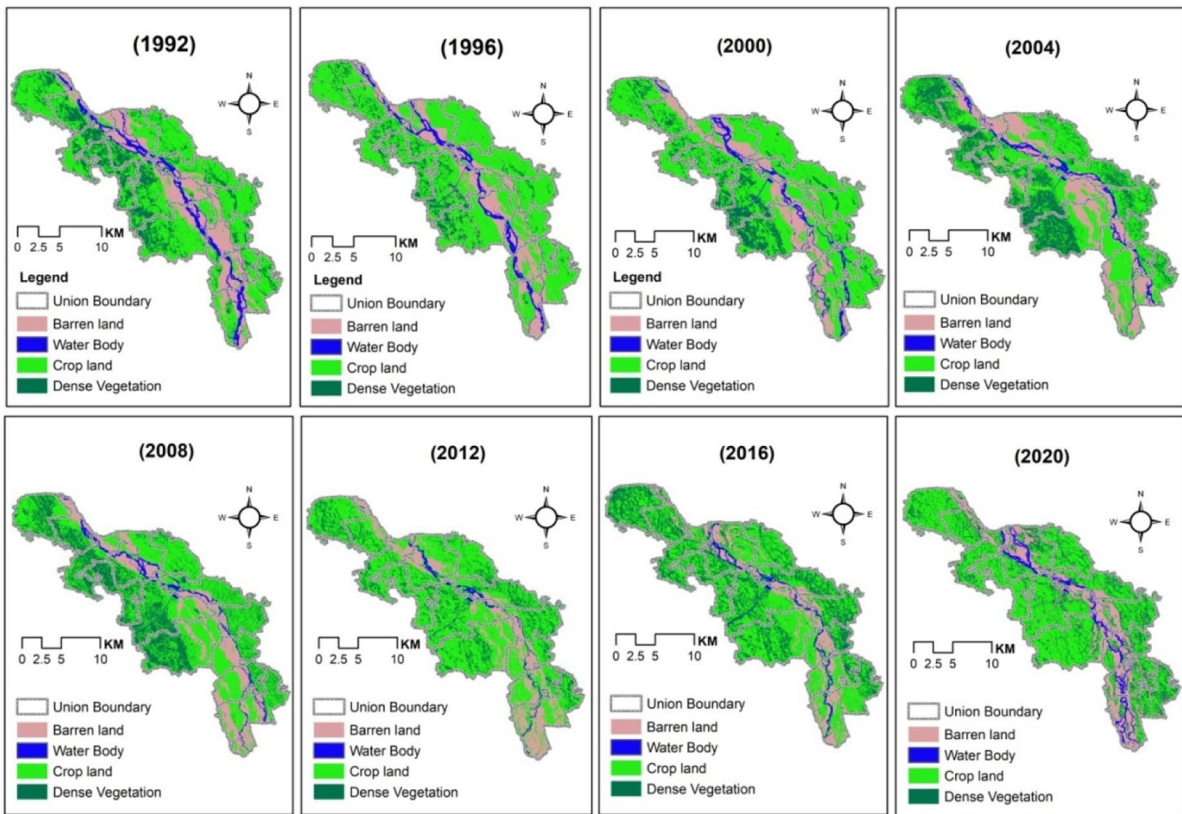 (1992)
N
W E
S
KM
0 2.5 5 10
Legend
Union Boundary
Barren land
Water Body
Crop land
Dense Vegetation
(1996)
N
W E
S
KM
0 2.5 5 10
Legend
Union Boundary
Barren land
Water Body
Crop land
Dense Vegetation
(2000)
N
W E
S
KM
0 2.5 5 10
Legend
Union Boundary
Barren land
Water Body
Crop land
Dense Vegetation
(2004)
N
W E
S
KM
0 2.5 5 10
Legend
Union Boundary
Barren land
Water Body
Crop land
Dense Vegetation
(2008)
N
W E
S
KM
0 2.5 5 10
Legend
Union Boundary
Barren land
Water Body
Crop land
Dense Vegetation
(2012)
N
W E
S
KM
0 2.5 5 10
Legend
Union Boundary
Barren land
Water Body
Crop land
Dense Vegetation
(2016)
N
W E
S
KM
0 2.5 5 10
Legend
Union Boundary
Barren land
Water Body
Crop land
Dense Vegetation
(2020)
N
W E
S
KM
0 2.5 5 10
Legend
Union Boundary
Barren land
Water Body
Crop land
Dense Vegetation